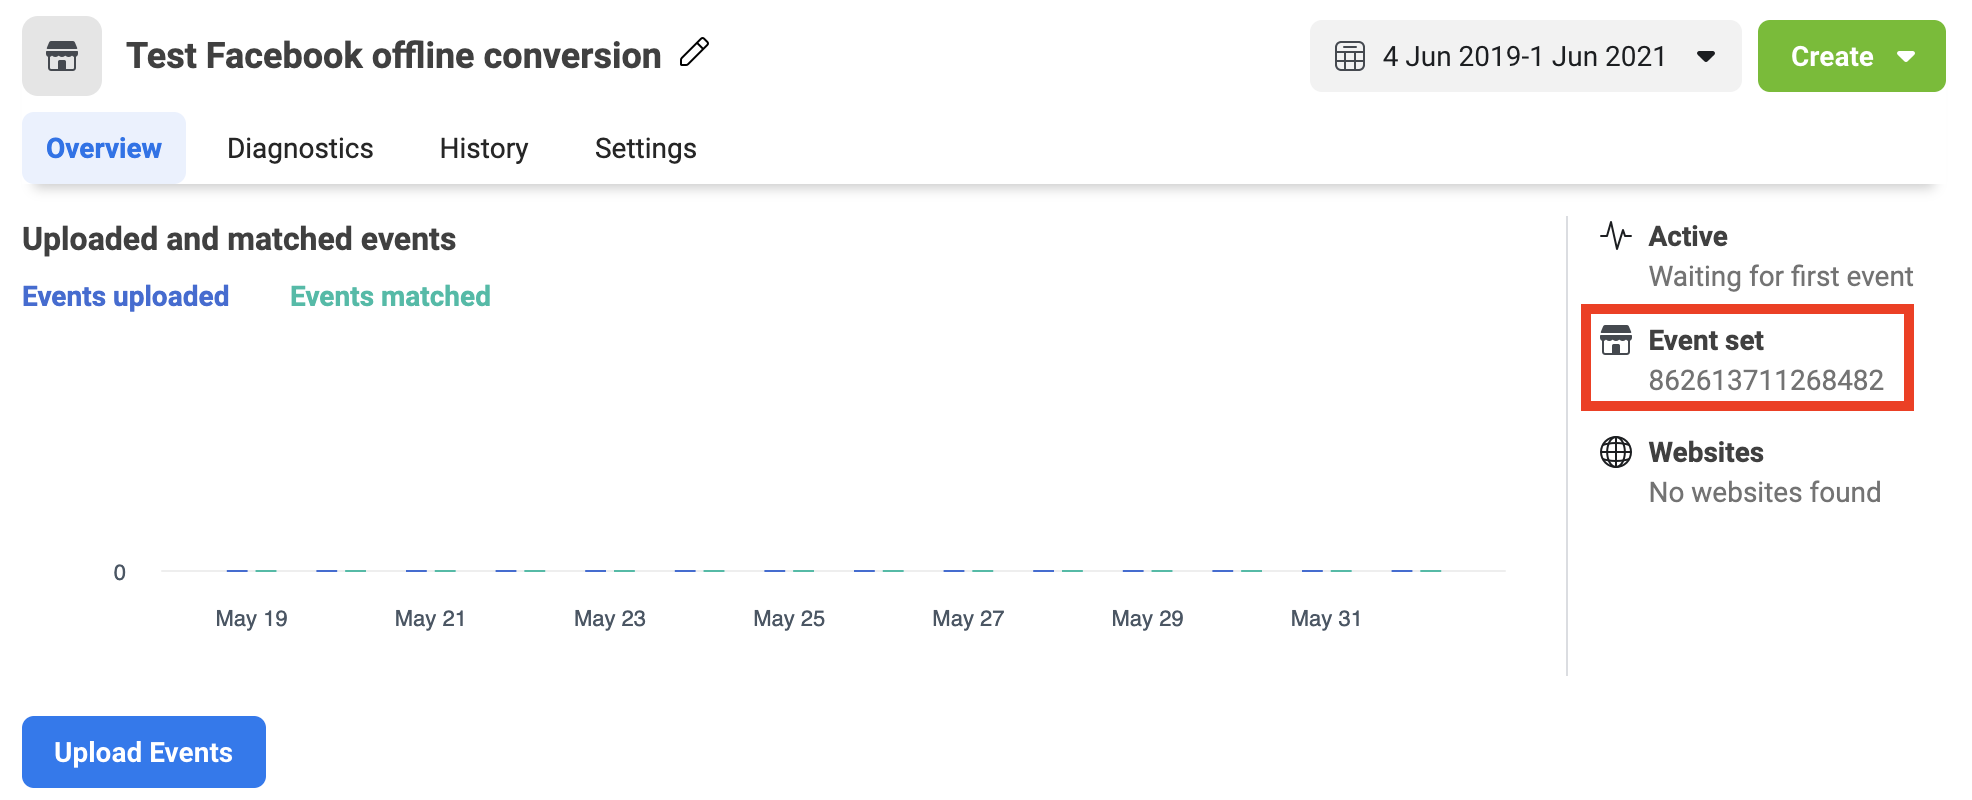 Test Facebook offline conversion
4 Jun 2019-1 Jun 2021
Create
Overview
Diagnostics
History
Settings
Uploaded and matched events
Events uploaded
Events matched
0
May 19
May 21
May 23
May 25
May 27
May 29
May 31
Active
Waiting for first event
Event set
862613711268482
Websites
No websites found
Upload Events